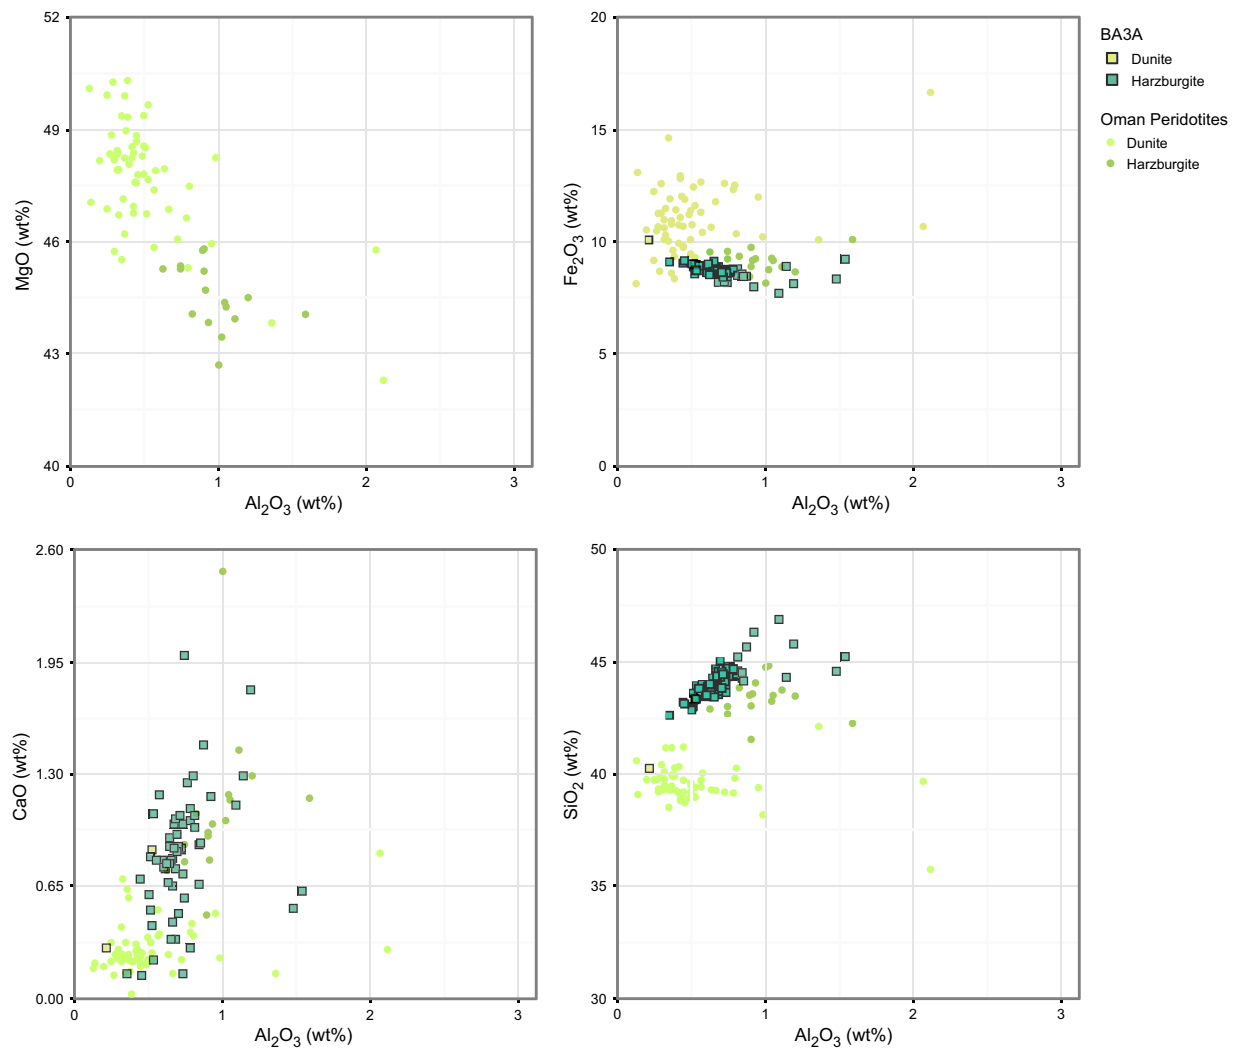 52
49
46
43
40
MgO (wt%)
0 1 2 3
Al2O3 (wt%)
20
15
10
5
0
Fe2O3 (wt%)
0 1 2 3
Al2O3 (wt%)
BA3A
Dunite
Harzburgite
Oman Peridotites
Dunite
Harzburgite
2.60
1.95
1.30
0.65
0.00
CaO (wt%)
0 1 2 3
Al2O3 (wt%)
50
45
40
35
30
SiO2 (wt%)
0 1 2 3
Al2O3 (wt%)